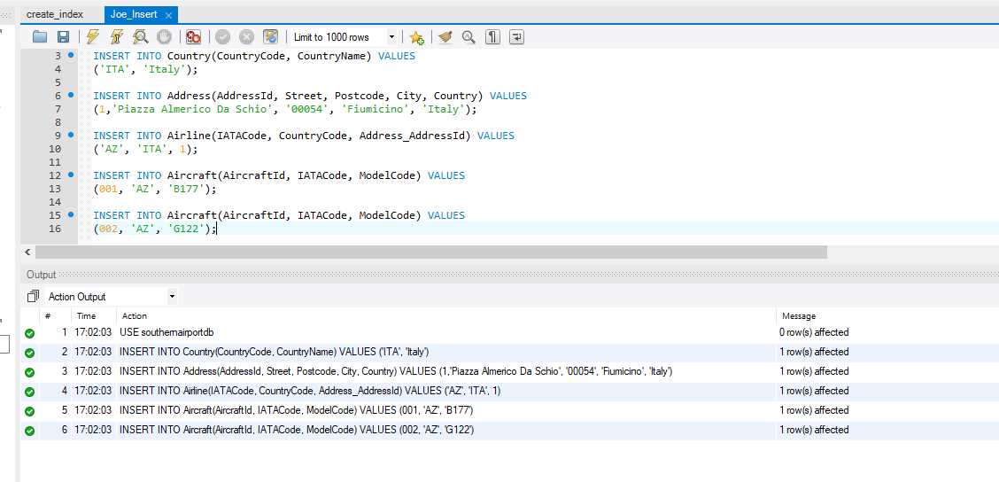 create_index Joe_Insert ×
Limit to 1000 rows
3 INSERT INTO Country(CountryCode, CountryName) VALUES
4 ('ITA', 'Italy');
5
6 INSERT INTO Address(AddressId, Street, Postcode, City, Country) VALUES
7 (1,'Piazza Almerico Da Schio', '00054', 'Fiumicino', 'Italy');
8
9 INSERT INTO Airline(IATACode, CountryCode, Address_AddressId) VALUES
10 ('AZ', 'ITA', 1);
11
12 INSERT INTO Aircraft(AircraftId, IATACode, ModelCode) VALUES
13 (001, 'AZ', 'B177');
14
15 INSERT INTO Aircraft(AircraftId, IATACode, ModelCode) VALUES
16 (002, 'AZ', 'G122');
Output
Action Output
# Time Action Message
1 17:02:03 USE southernairportdb 0 row(s) affected
2 17:02:03 INSERT INTO Country(CountryCode, CountryName) VALUES ('ITA', 'Italy') 1 row(s) affected
3 17:02:03 INSERT INTO Address(AddressId, Street, Postcode, City, Country) VALUES (1,'Piazza Almerico Da Schio', '00054', 'Fiumicino', 'Italy') 1 row(s) affected
4 17:02:03 INSERT INTO Airline(IATACode, CountryCode, Address_AddressId) VALUES ('AZ', 'ITA', 1) 1 row(s) affected
5 17:02:03 INSERT INTO Aircraft(AircraftId, IATACode, ModelCode) VALUES (001, 'AZ', 'B177') 1 row(s) affected
6 17:02:03 INSERT INTO Aircraft(AircraftId, IATACode, ModelCode) VALUES (002, 'AZ', 'G122') 1 row(s) affected